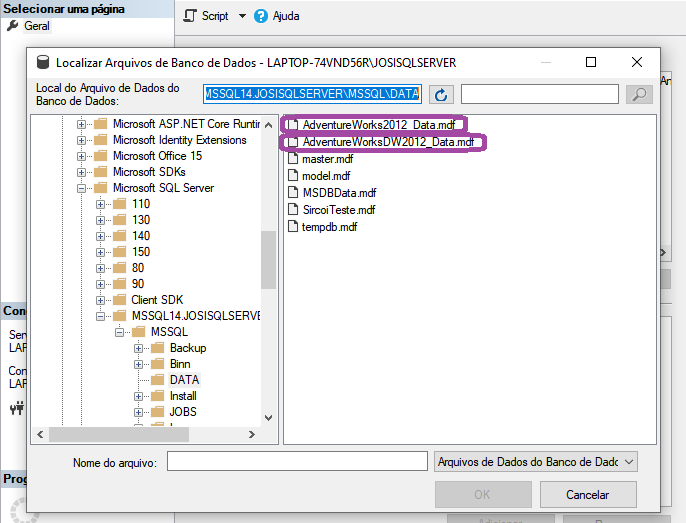 Selecionar uma página
Geral
Script
Ajuda
Localizar Arquivos de Banco de Dados - LAPTOP-74VND56R\JOSISQLSERVER
Local do Arquivo de Dados do
Banco de Dados:
MSSQL14.JOSISQLSERVER\MSSQL\DATA
Microsoft ASP.NET Core Runtin
Microsoft Identity Extensions
Microsoft Office 15
Microsoft SDKs
Microsoft SQL Server
110
130
140
150
80
90
Client SDK
MSSQL14.JOSISQLSERVE
MSSQL
Backup
Binn
DATA
Install
JOBS
AdventureWorks2012_Data.mdf
AdventureWorksDW2012_Data.mdf
master.mdf
model.mdf
MSDBData.mdf
SircoiTeste.mdf
tempdb.mdf
An
Cone
Ser
LAP
Con
LAP
Prog
Nome do arquivo:
Arquivos de Dados do Banco de Dado
OK
Cancelar